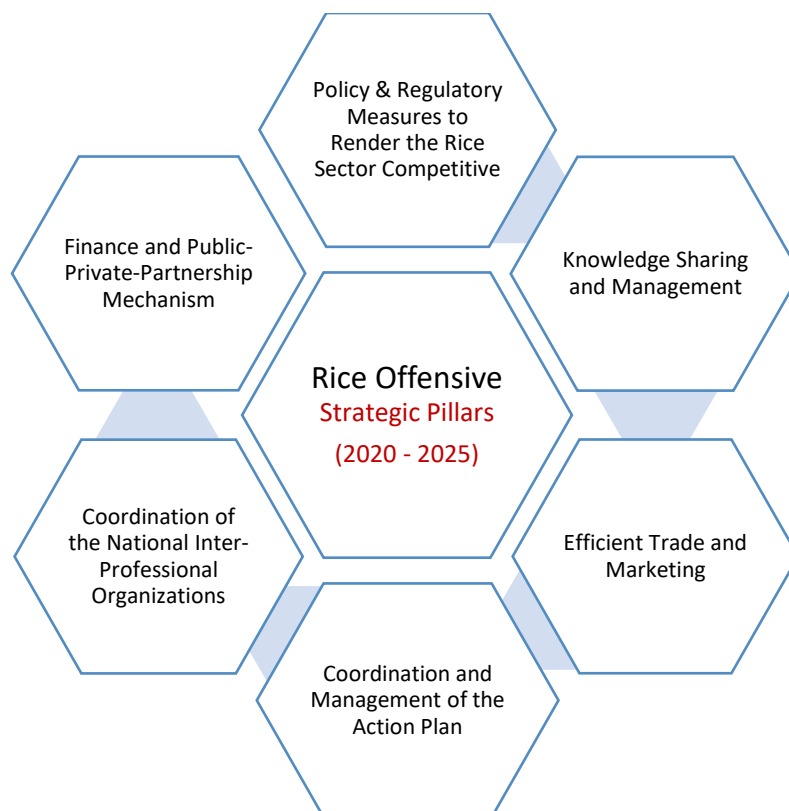 Policy & Regulatory
Measures to
Render the Rice
Sector Competitive
Knowledge Sharing
and Management
Efficient Trade and
Marketing
Coordination and
Management of the
Action Plan
Coordination of
the National Inter-
Professional
Organizations
Finance and Public-
Private-Partnership
Mechanism
Rice Offensive
Strategic Pillars
(2020 - 2025)